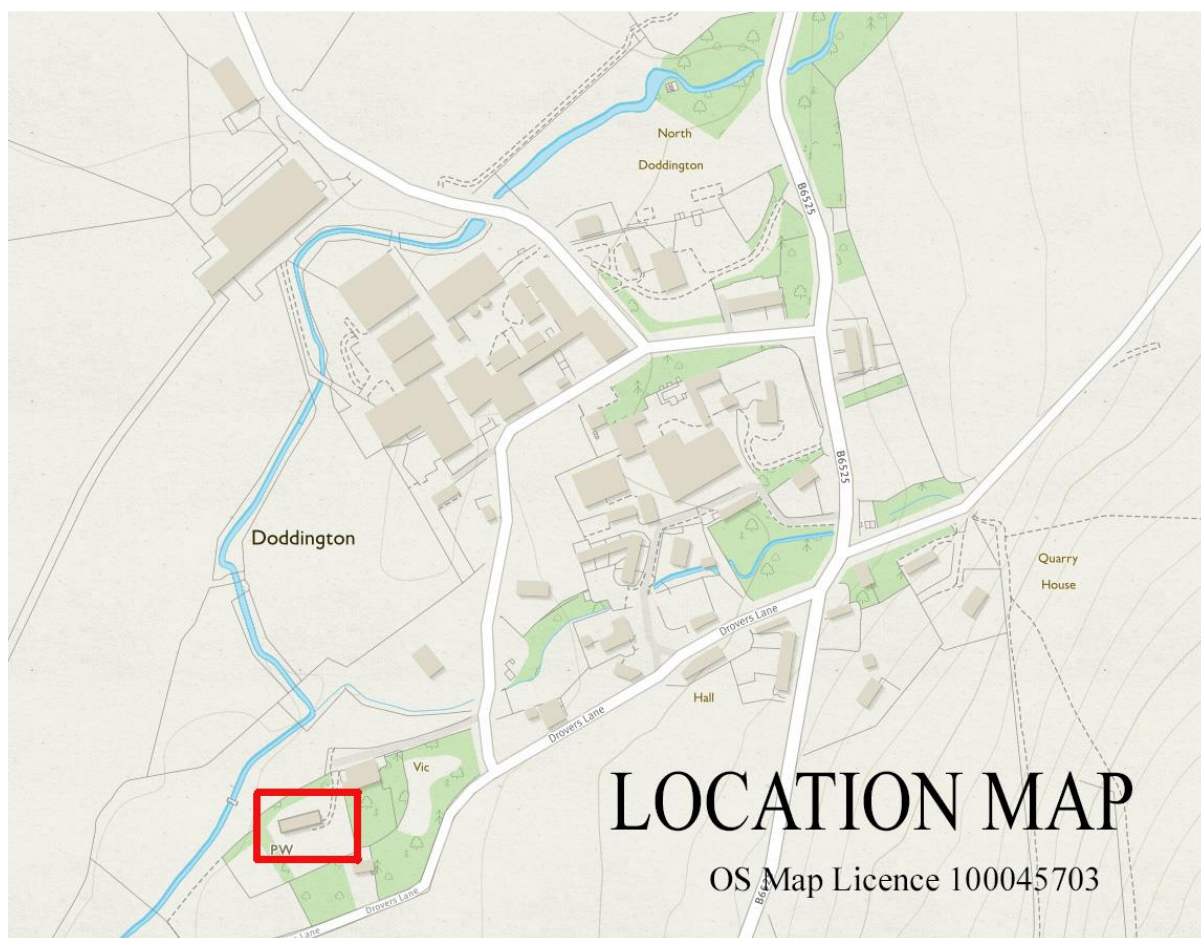 North
Doddington
B6525
B6525
Doddington
Quarry
House
Drovers Lane
Hall
Drovers Lane
Vic
LOCATION MAP
PW
OS Map Licence 100045703
B6525
Drovers Lane